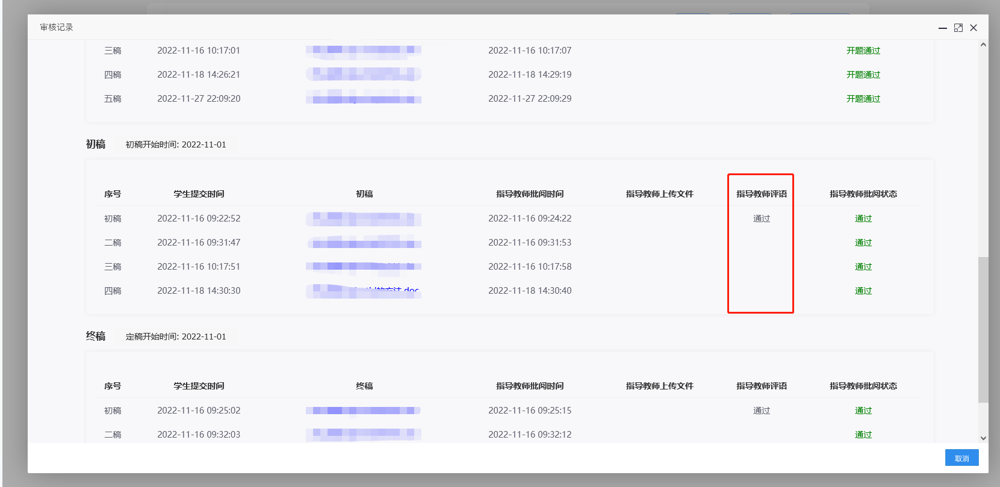 审核记录
三稿 2022-11-16 10:17:01 2022-11-16 10:17:07 开题通过
四稿 2022-11-18 14:26:21 2022-11-18 14:29:19 开题通过
五稿 2022-11-27 22:09:20 2022-11-27 22:09:29 开题通过
初稿 初稿开始时间: 2022-11-01
序号 学生提交时间 初稿 指导教师批阅时间 指导教师上传文件 指导教师评语 指导教师批阅状态
初稿 2022-11-16 09:22:52 2022-11-16 09:24:22 通过 通过
二稿 2022-11-16 09:31:47 2022-11-16 09:31:53 通过
三稿 2022-11-16 10:17:51 2022-11-16 10:17:58 通过
四稿 2022-11-18 14:30:30 的方法.doc 2022-11-18 14:30:40 通过
终稿 定稿开始时间: 2022-11-01
序号 学生提交时间 终稿 指导教师批阅时间 指导教师上传文件 指导教师评语 指导教师批阅状态
初稿 2022-11-16 09:25:02 2022-11-16 09:25:15 通过 通过
二稿 2022-11-16 09:32:03 2022-11-16 09:32:12 通过
取消